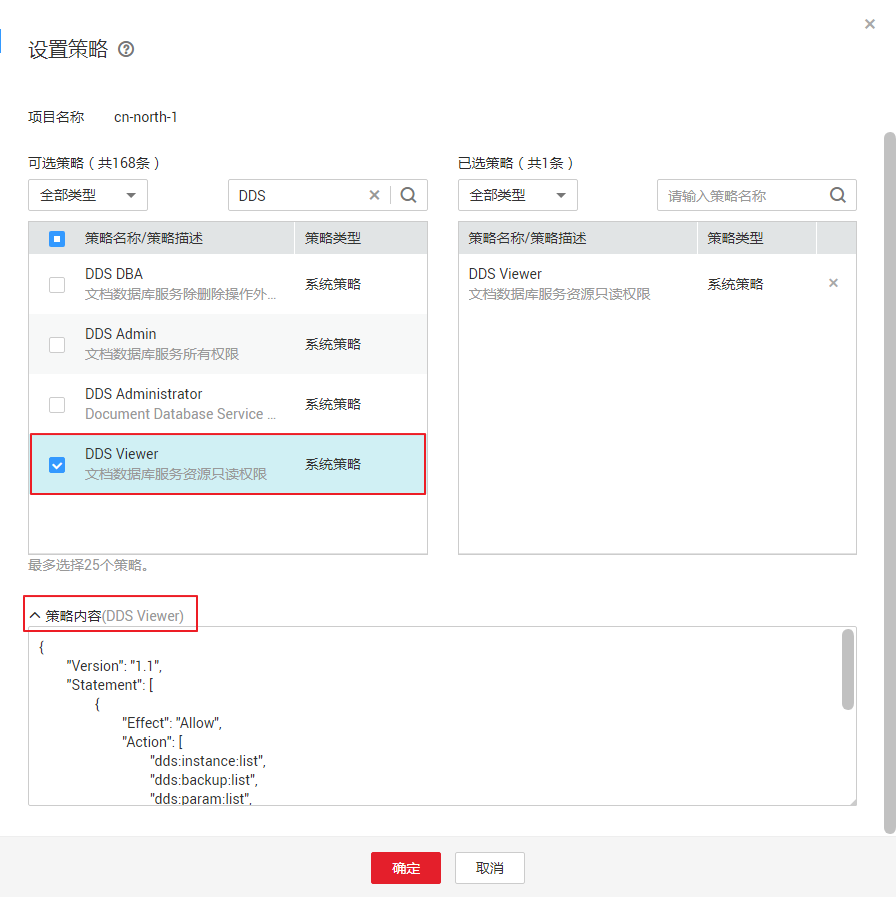 设置策略
项目名称 cn-north-1
可选策略（共168条） 已选策略（共1条）
全部类型 DDS 全部类型 请输入策略名称
策略名称/策略描述 策略类型 策略名称/策略描述 策略类型
DDS DBA
文档数据库服务除删除操作外... 系统策略
DDS Viewer
文档数据库服务资源只读权限 系统策略
DDS Admin
文档数据库服务所有权限 系统策略
DDS Administrator
Document Database Service ... 系统策略
DDS Viewer
文档数据库服务资源只读权限 系统策略
最多选择25个策略。
策略内容(DDS Viewer)
{
"Version": "1.1",
"Statement": [
{
"Effect": "Allow",
"Action": [
"dds:instance:list",
"dds:backup:list",
"dds:param:list",
确定 取消